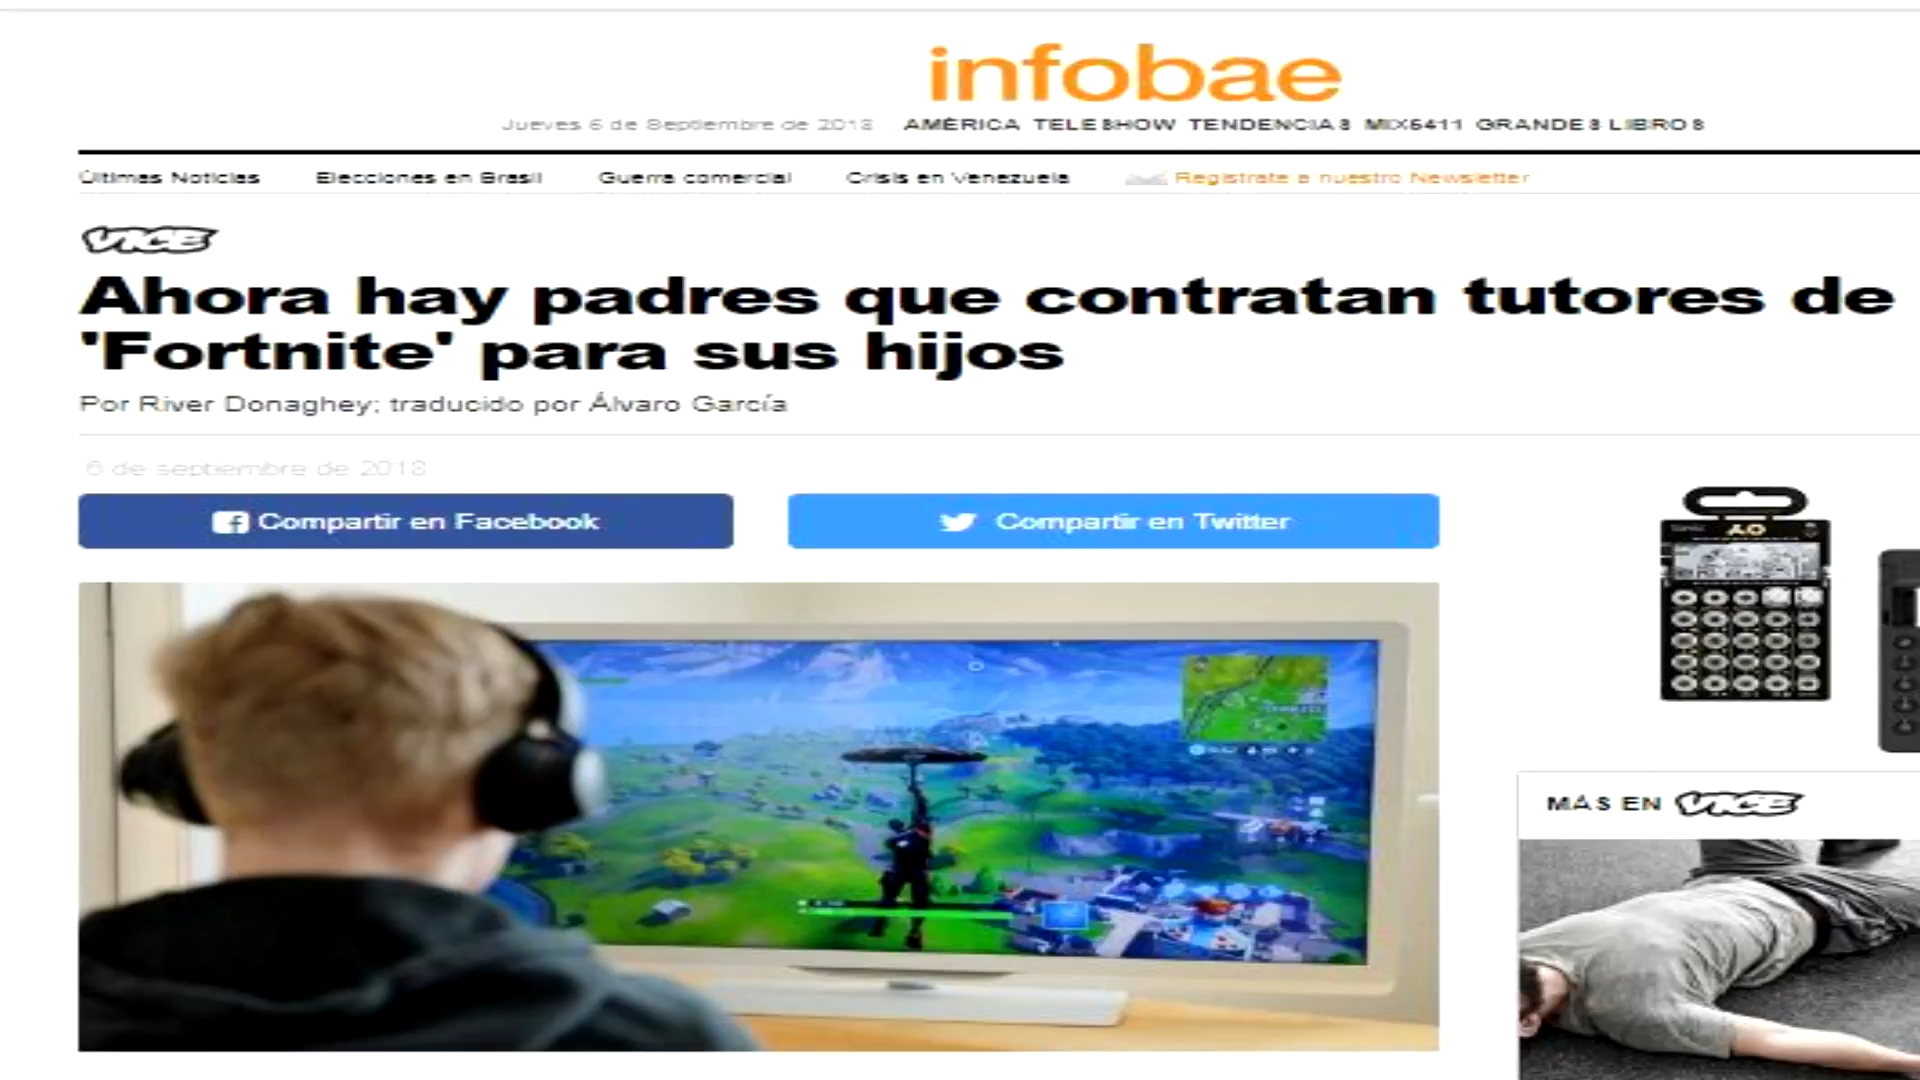 infobae
Jueves 6 de Septiembre de 2018 AMÉRICA TELESHOW TENDENCIAS MIX5411 GRANDES LIBROS
Últimas Noticias Elecciones en Brasil Guerra comercial Crisis en Venezuela Registrate a nuestro Newsletter
VICE
Ahora hay padres que contratan tutores de
'Fortnite' para sus hijos
Por River Donaghey; traducido por Álvaro García
6 de septiembre de 2018
Compartir en Facebook Compartir en Twitter
MÁS EN VICE